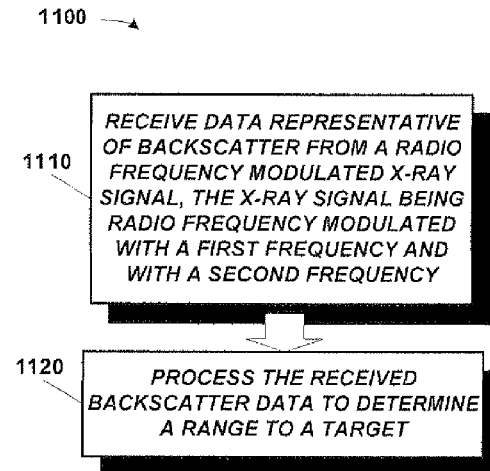 1100
1110
RECEIVE DATA REPRESENTATIVE
OF BACKSCATTER FROM A RADIO
FREQUENCY MODULATED X-RAY
SIGNAL, THE X-RAY SIGNAL BEING
RADIO FREQUENCY MODULATED
WITH A FIRST FREQUENCY AND
WITH A SECOND FREQUENCY
1120
PROCESS THE RECEIVED
BACKSCATTER DATA TO DETERMINE
A RANGE TO A TARGET